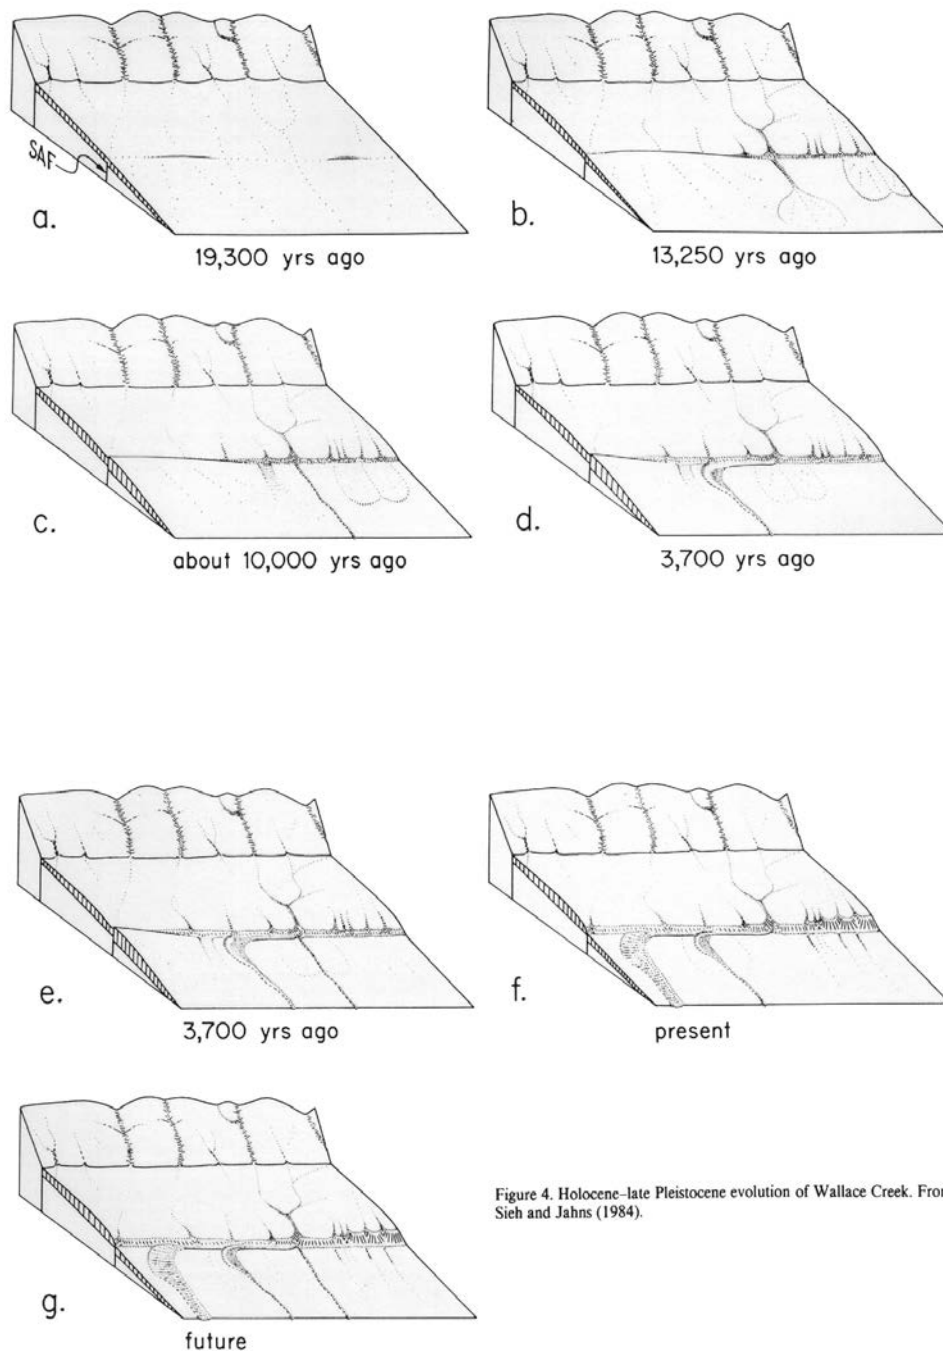 SAF
a.
19,300 yrs ago
b.
13,250 yrs ago
c.
about 10,000 yrs ago
d.
3,700 yrs ago
e.
3,700 yrs ago
f.
present
g.
future
Figure 4. Holocene–late Pleistocene evolution of Wallace Creek. From
Sieh and Jahns (1984).